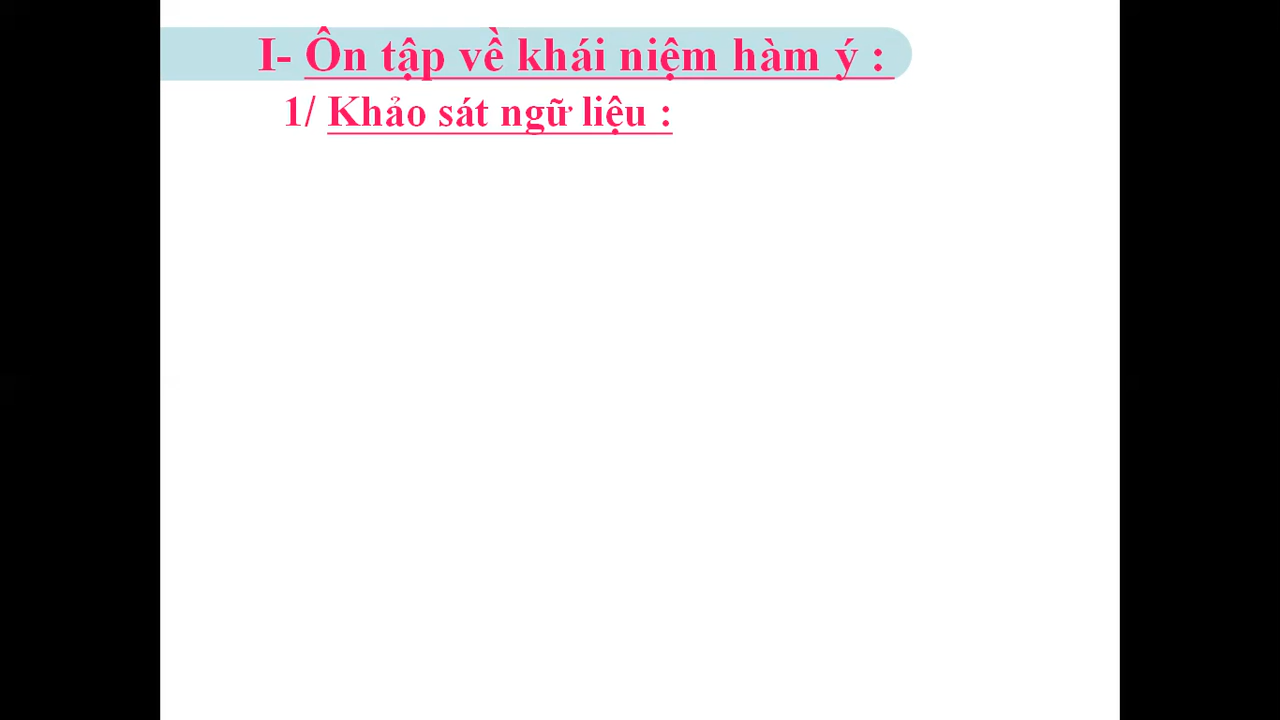 I- Ôn tập về khái niệm hàm ý :
1/ Khảo sát ngữ liệu :